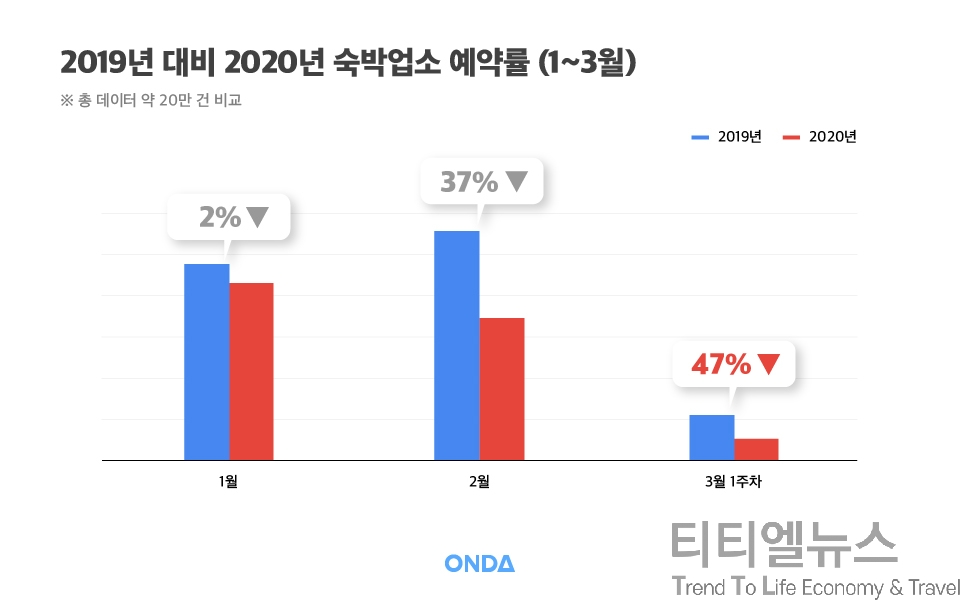 2019년 대비 2020년 숙박업소 예약률 (1~3월)
※ 총 데이터 약 20만 건 비교
2019년 2020년
37% ▼
2% ▼
47% ▼
1월 2월 3월 1주차
ONDA
티티엘뉴스
Trend To Life Economy & Travel